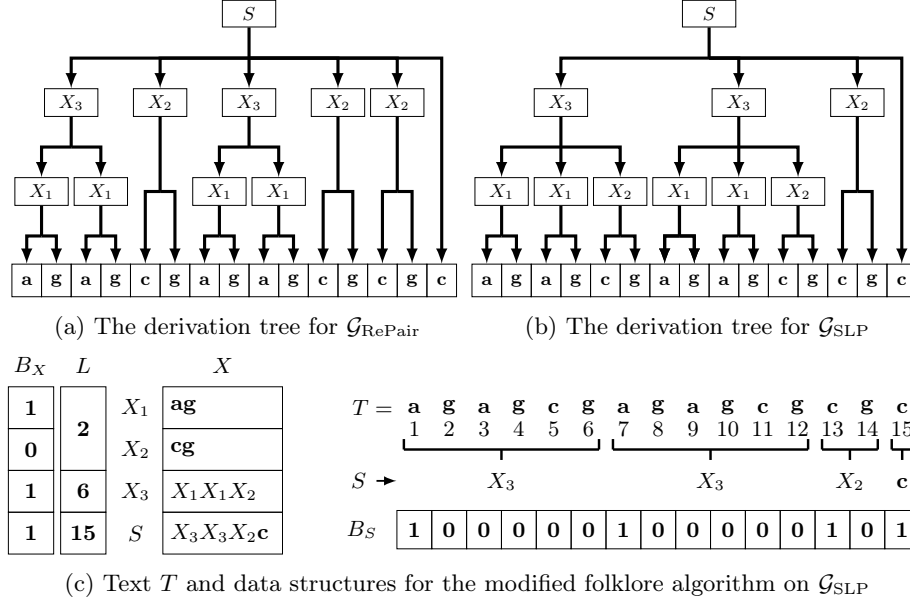 S S
X₃ X₂ X₃ X₂ X₂ X₃ X₃ X₂
X₁ X₁ X₁ X₁ X₁ X₁ X₂ X₁ X₁ X₂
a g a g c g a g a g c g c g c a g a g c g a g a g c g c g c
(a) The derivation tree for 𝒢RePair (b) The derivation tree for 𝒢SLP
B_X L X
1 2 X₁ ag
0 X₂ cg
1 6 X₃ X₁X₁X₂
1 15 S X₃X₃X₂c
T = a g a g c g a g a g c g c g c
1 2 3 4 5 6 7 8 9 10 11 12 13 14 15
S → X₃ X₃ X₂ c
B_S 1 0 0 0 0 0 1 0 0 0 0 0 1 0 1
(c) Text T and data structures for the modified folklore algorithm on 𝒢SLP